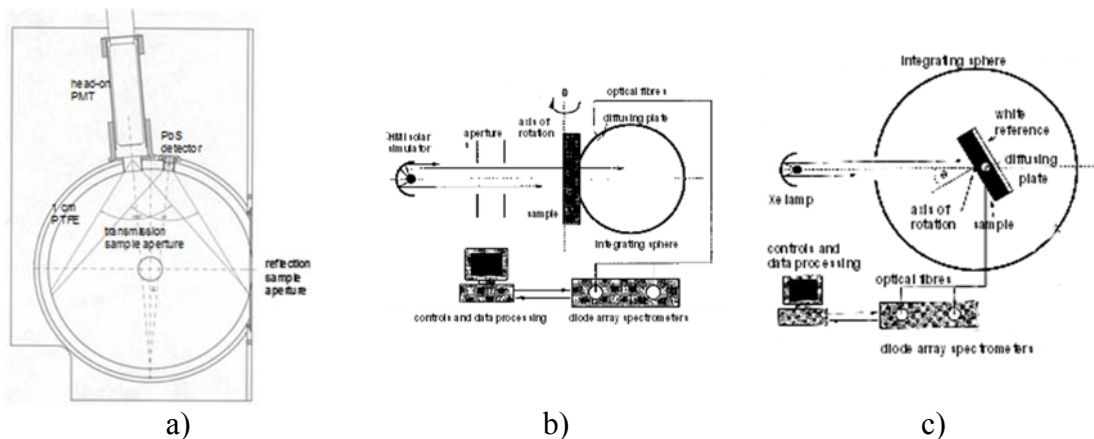 head-on
PMT
PbS
detector
1 cm
PTFE
transmission
sample aperture
reflection
sample
aperture
a)
θ
optical fibres
axis of
rotation
diffusing plate
HMI solar
simulator
aperture
s
sample
integrating sphere
controls and data processing
diode array spectrometers
b)
integrating sphere
white
reference
θ
diffusing
plate
Xe lamp
axis of
rotation
sample
controls and
data processing
optical fibres
diode array spectrometers
c)